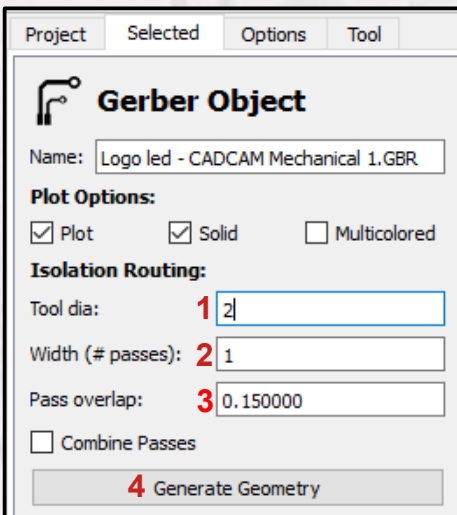 Project Selected Options Tool
Gerber Object
Name: Logo led - CADCAM Mechanical 1.GBR
Plot Options:
Plot Solid Multicolored
Isolation Routing:
Tool dia: 1 2
Width (# passes): 2 1
Pass overlap: 3 0.150000
Combine Passes
4 Generate Geometry